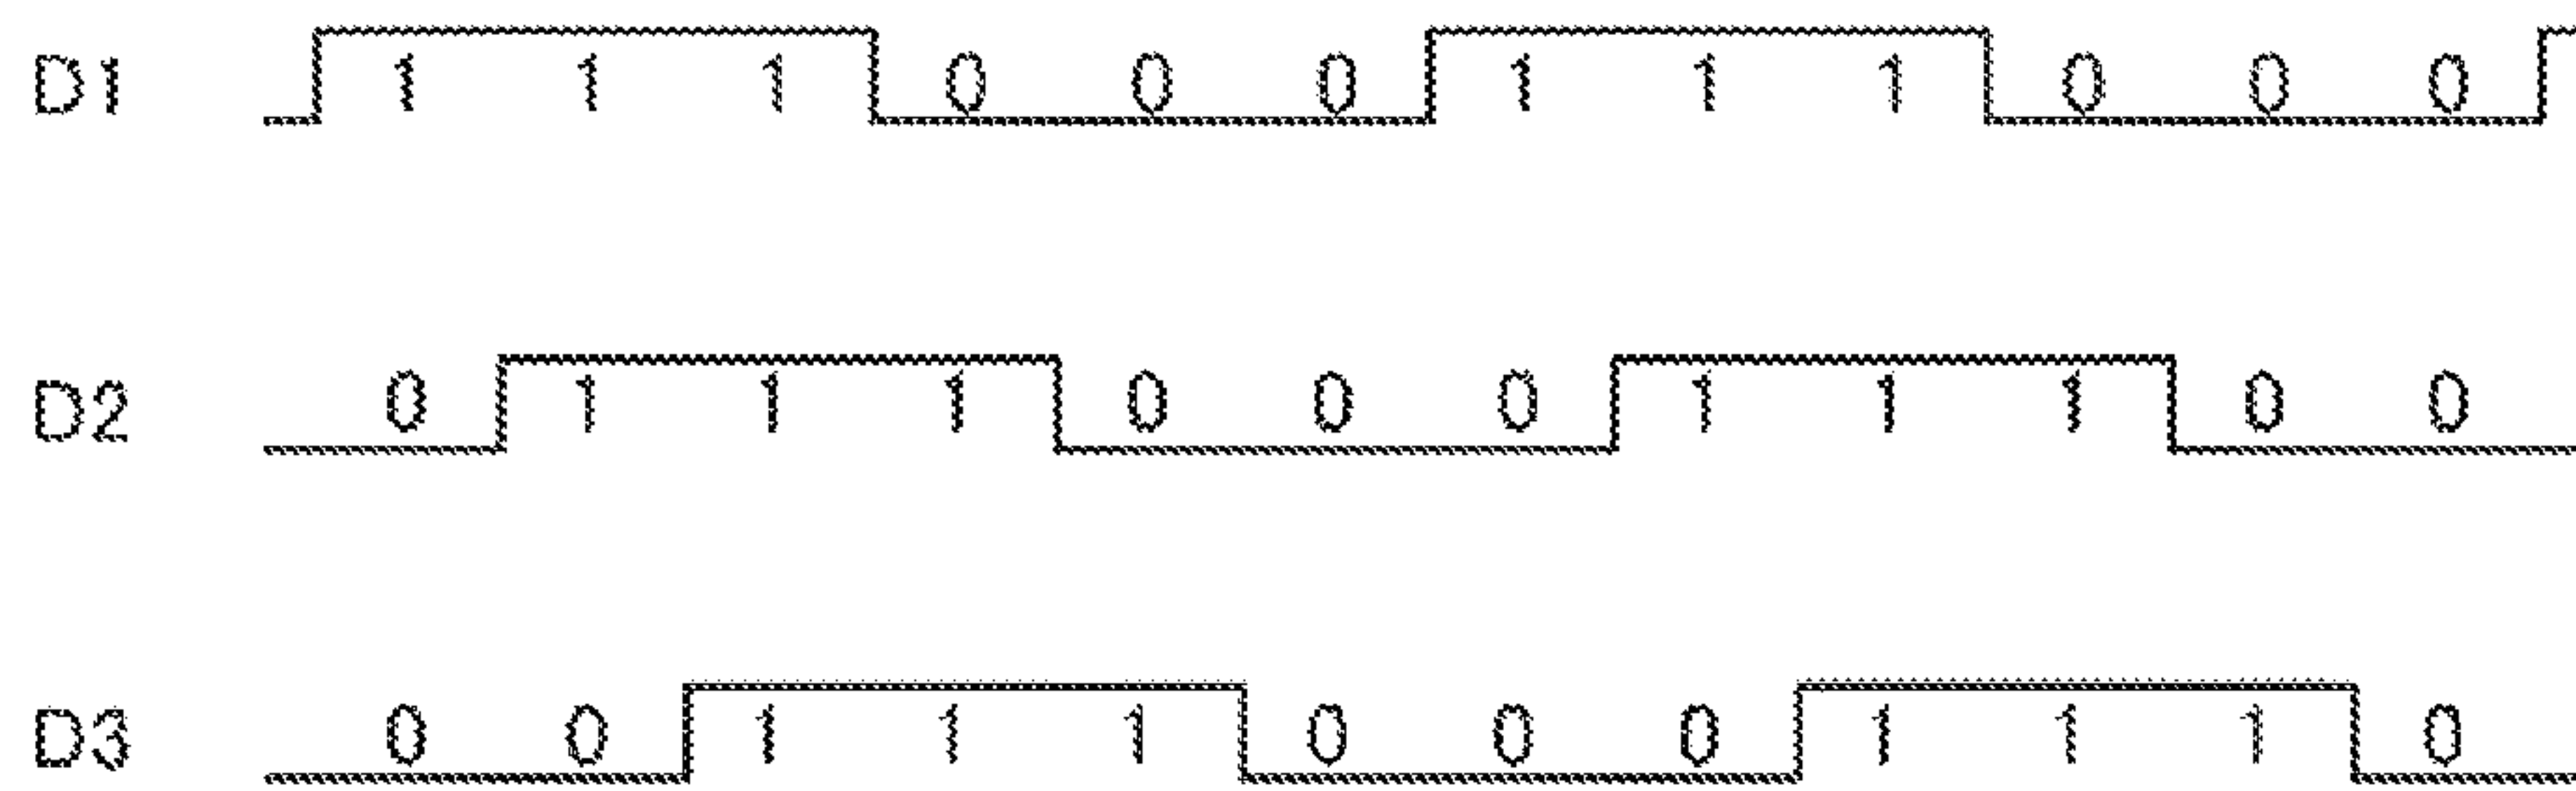 D1 1 1 1 0 0 0 1 1 1 0 0 0
D2 0 1 1 1 0 0 0 1 1 1 0 0
D3 0 0 1 1 1 0 0 0 1 1 1 0